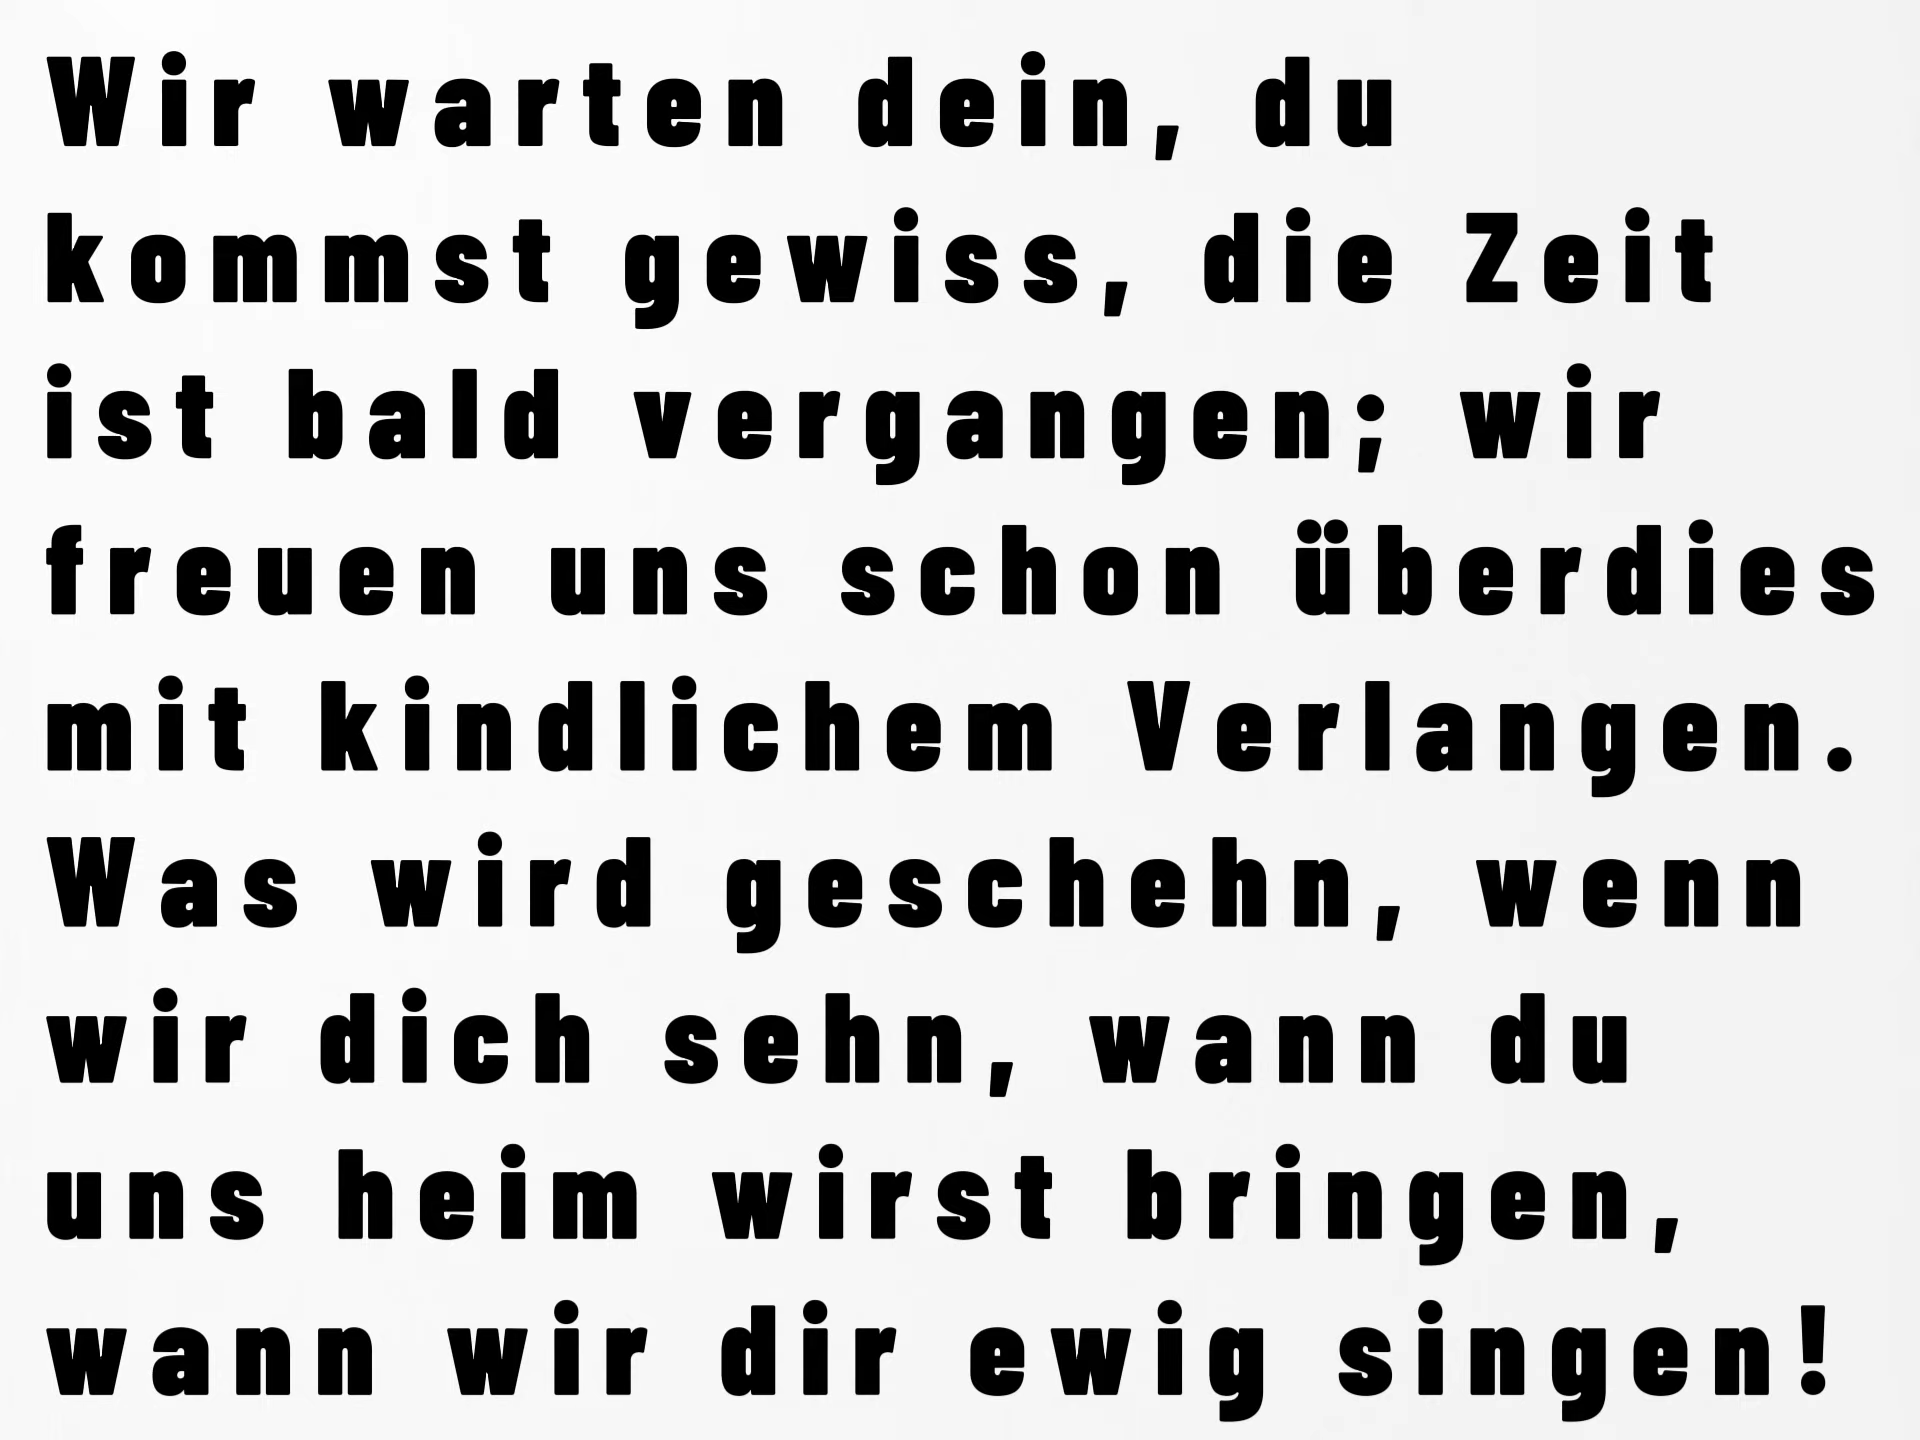 Wir warten dein, du
kommst gewiss, die Zeit
ist bald vergangen; wir
freuen uns schon überdies
mit kindlichem Verlangen.
Was wird geschehn, wenn
wir dich sehn, wann du
uns heim wirst bringen,
wann wir dir ewig singen!